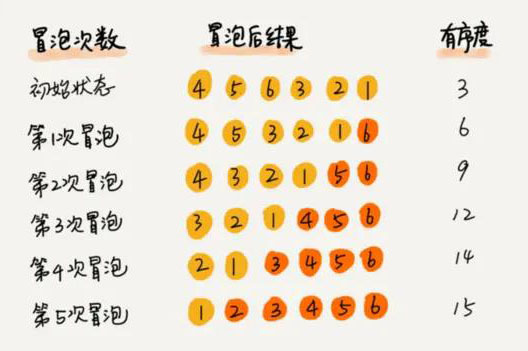 冒泡次数 冒泡后结果 有序度
初始状态 4 5 6 3 2 1 3
第1次冒泡 4 5 3 2 1 6 6
第2次冒泡 4 3 2 1 5 6 9
第3次冒泡 3 2 1 4 5 6 12
第4次冒泡 2 1 3 4 5 6 14
第5次冒泡 1 2 3 4 5 6 15